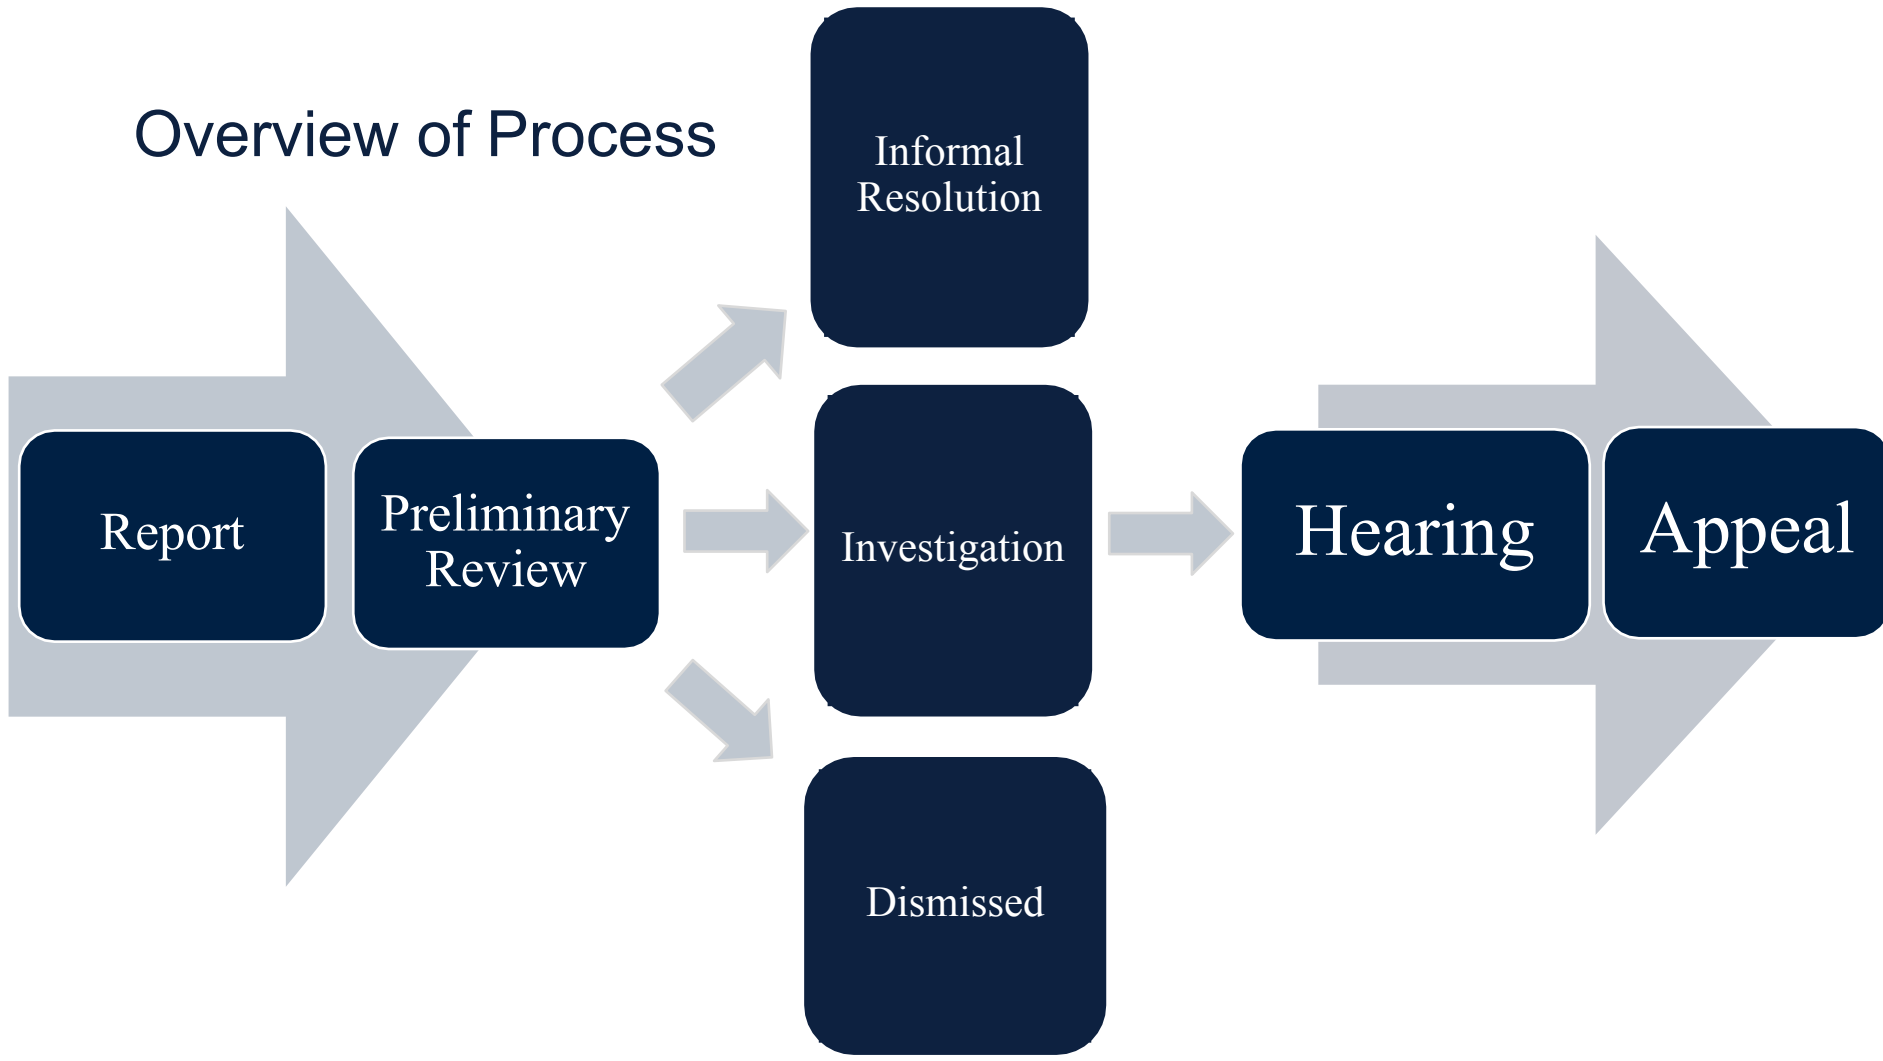 Overview of Process
Report
Preliminary
Review
Informal
Resolution
Investigation
Dismissed
Hearing
Appeal